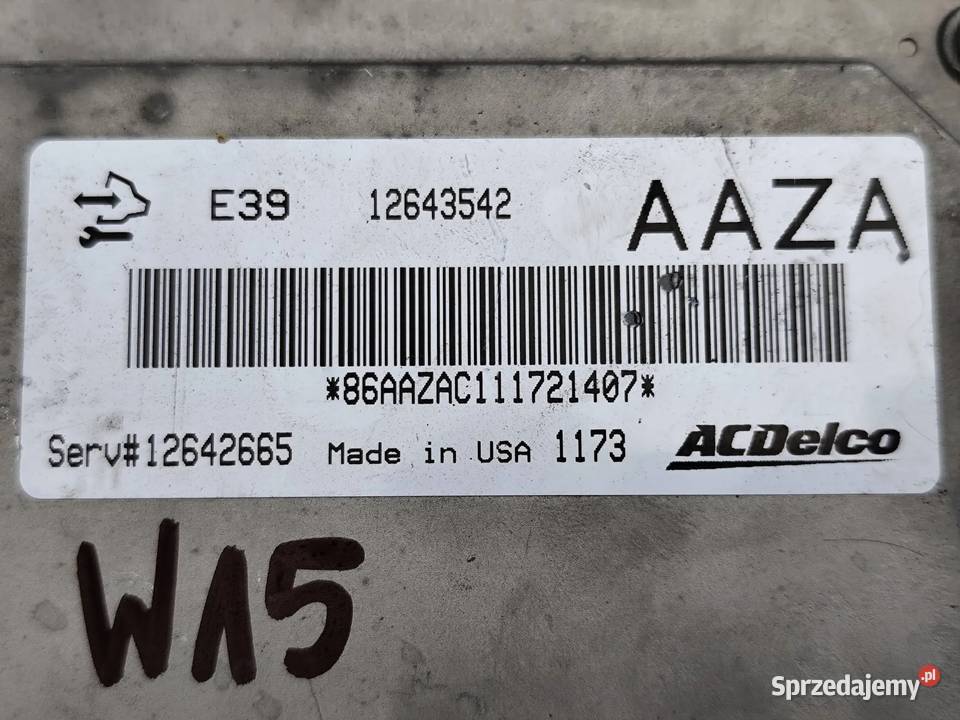 E39 12643542 AAZA
*86AAZAC111721407*
Serv#12642665 Made in USA 1173 ACDelco
W15
Sprzedajemy.pl